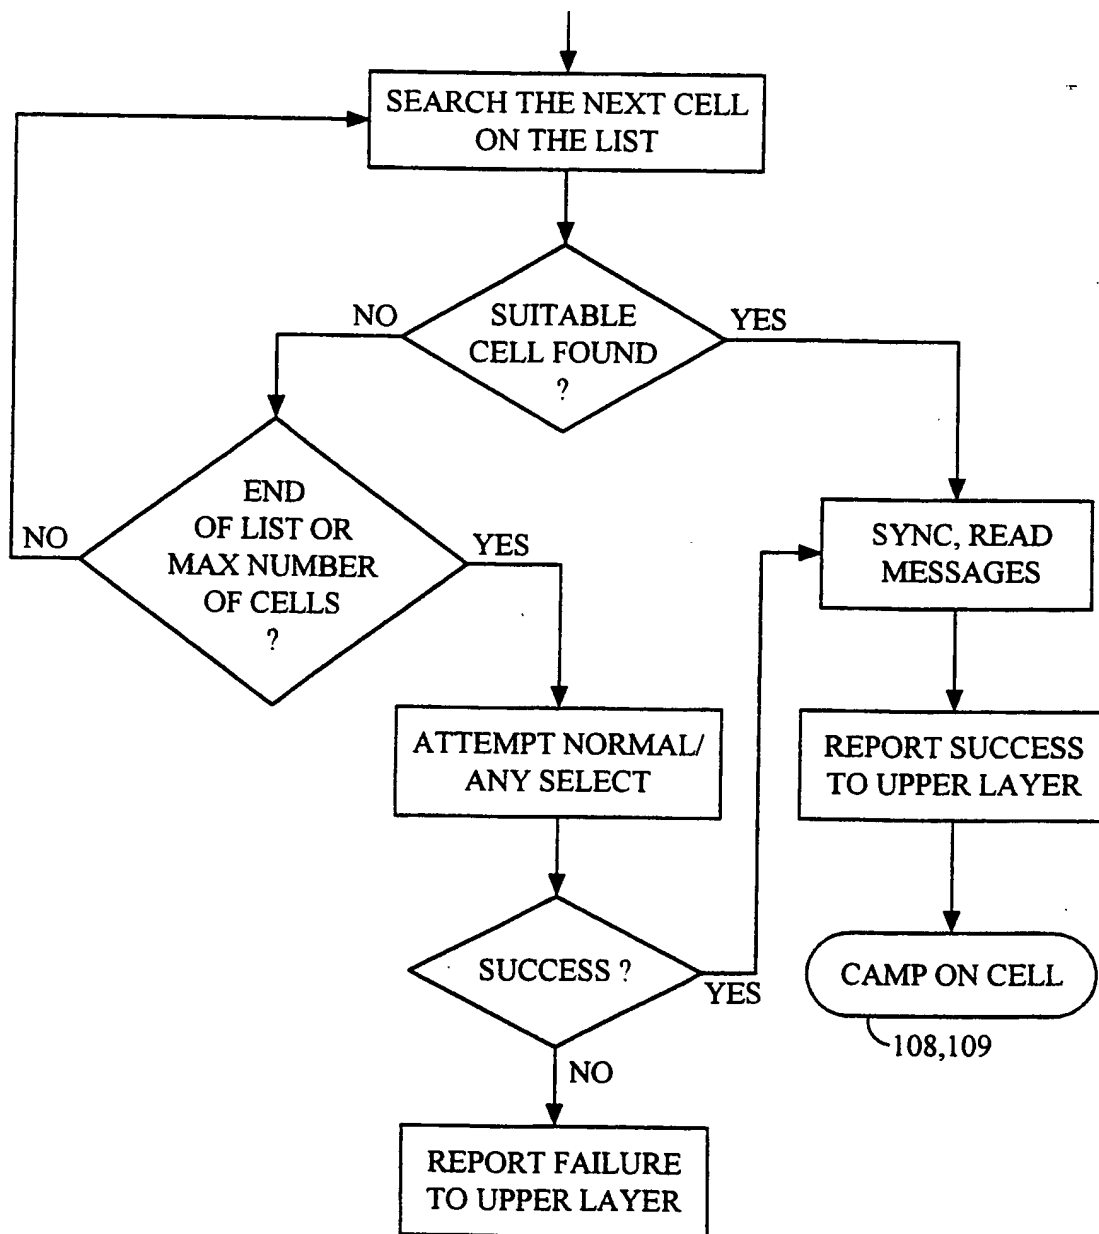 SEARCH THE NEXT CELL
ON THE LIST
NO
SUITABLE
CELL FOUND
?
YES
NO
END
OF LIST OR
MAX NUMBER
OF CELLS
?
YES
SYNC, READ
MESSAGES
ATTEMPT NORMAL/
ANY SELECT
REPORT SUCCESS
TO UPPER LAYER
SUCCESS ?
YES
CAMP ON CELL
108,109
NO
REPORT FAILURE
TO UPPER LAYER